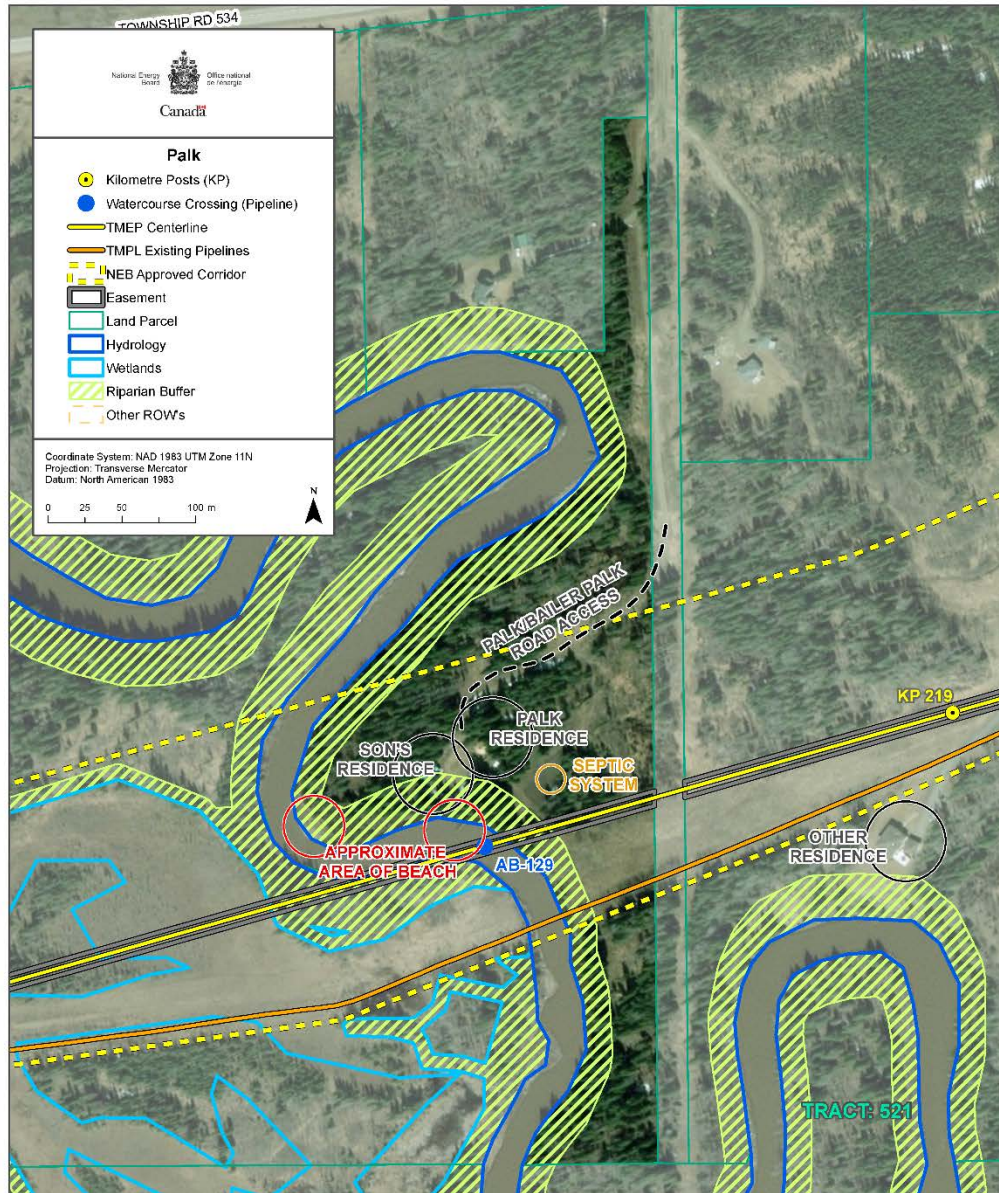 TOWNSHIP RD 534
National Energy
Board
Office national
de l'énergie
Canada
Palk
Kilometre Posts (KP)
Watercourse Crossing (Pipeline)
TMEP Centerline
TMPL Existing Pipelines
NEB Approved Corridor
Easement
Land Parcel
Hydrology
Wetlands
Riparian Buffer
Other ROW's
Coordinate System: NAD 1983 UTM Zone 11N
Projection: Transverse Mercator
Datum: North American 1983
0 25 50 100 m
N
PALK/BAILER PALK
ROAD ACCESS
KP 219
PALK
RESIDENCE
SON'S
RESIDENCE
SEPTIC
SYSTEM
OTHER
RESIDENCE
APPROXIMATE
AREA OF BEACH
AB-129
TRACT: 521